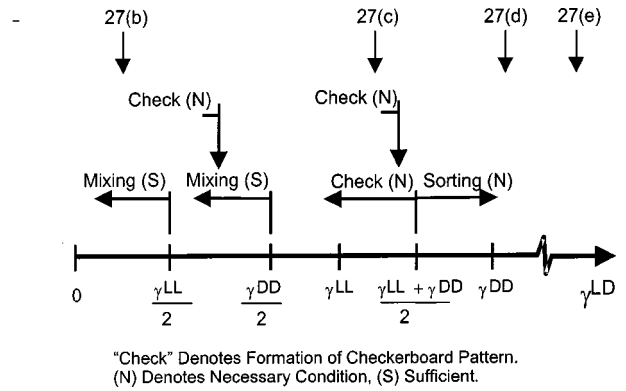 27(b) 27(c) 27(d) 27(e)
Check (N) Check (N)
Mixing (S) Mixing (S) Check (N) Sorting (N)
0 γLL/2 γDD/2 γLL γLL + γDD/2 γDD γLD
"Check" Denotes Formation of Checkerboard Pattern.
(N) Denotes Necessary Condition, (S) Sufficient.